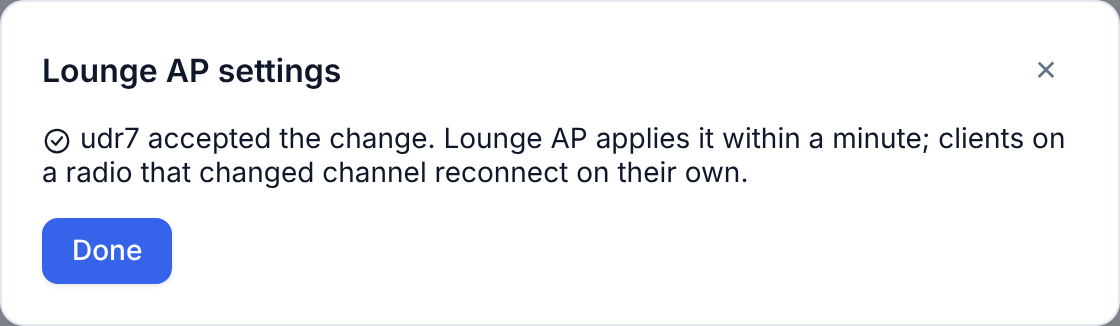 Lounge AP settings
udr7 accepted the change. Lounge AP applies it within a minute; clients on
a radio that changed channel reconnect on their own.
Done